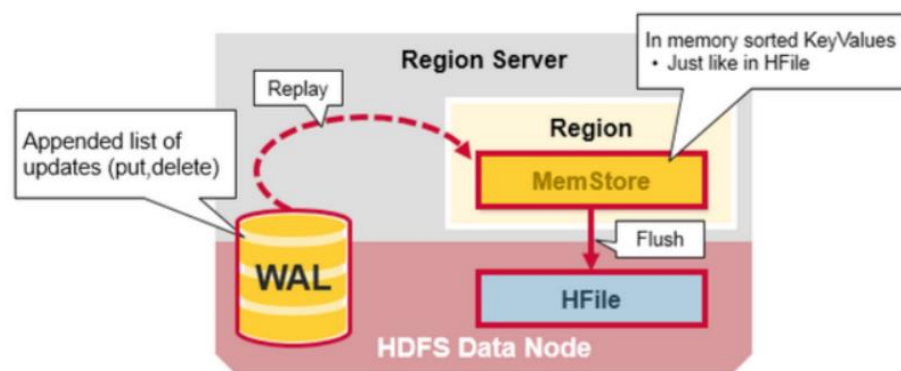 In memory sorted KeyValues
• Just like in HFile
Region Server
Replay
Region
Appended list of
updates (put,delete)
MemStore
Flush
WAL
HFile
HDFS Data Node